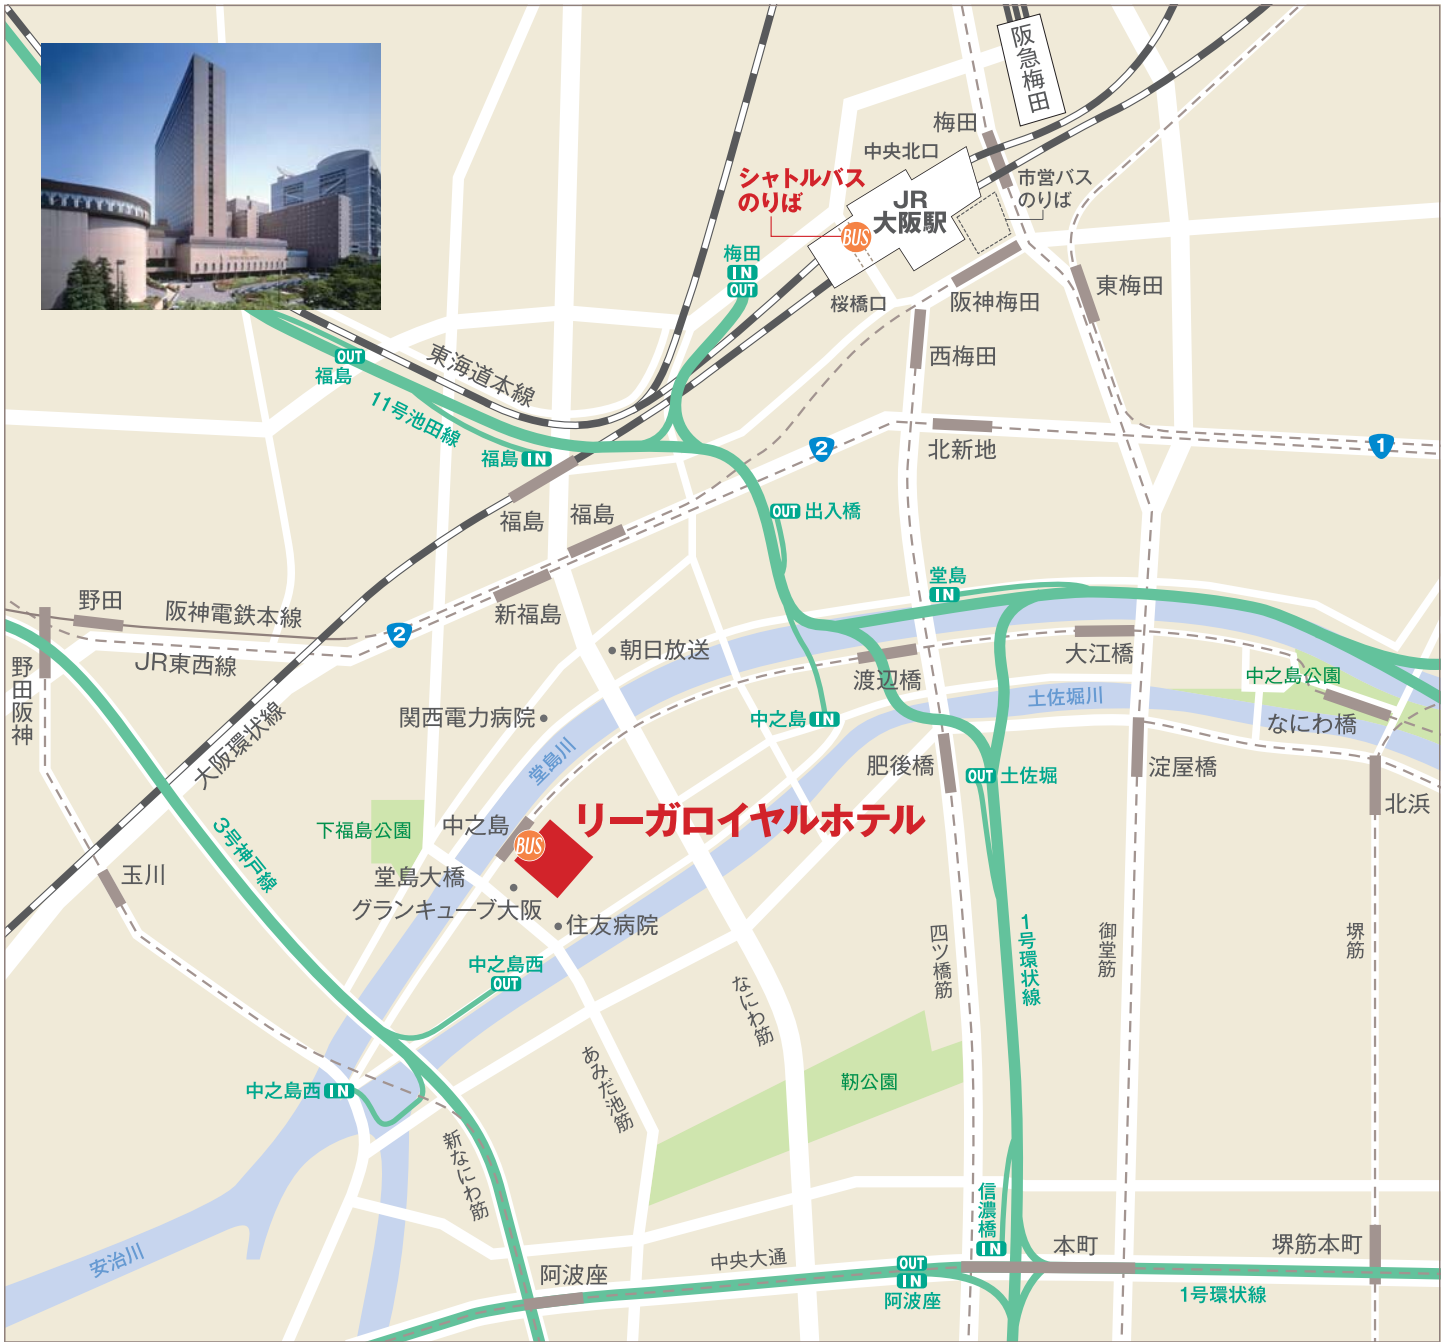 阪急梅田
梅田
中央北口
シャトルバス
のりば
JR
大阪駅
BUS
市営バス
のりば
梅田
IN
OUT
桜橋口
阪神梅田
東梅田
西梅田
OUT
福島
東海道本線
11号池田線
福島 IN
2
北新地
1
福島
福島
OUT 出入橋
堂島
IN
野田
阪神電鉄本線
新福島
2
JR東西線
野田阪神
朝日放送
渡辺橋
大江橋
中之島公園
関西電力病院
中之島 IN
土佐堀川
なにわ橋
大阪環状線
堂島川
肥後橋
OUT 土佐堀
淀屋橋
北浜
下福島公園
中之島
BUS
リーガロイヤルホテル
3号神戸線
玉川
堂島大橋
グランキューブ大阪
住友病院
中之島西
OUT
四ツ橋筋
1号環状線
御堂筋
堺筋
なにわ筋
あみだ池筋
靭公園
中之島西 IN
新なにわ筋
信濃橋
IN
安治川
中央大通
本町
堺筋本町
阿波座
OUT
IN
阿波座
1号環状線